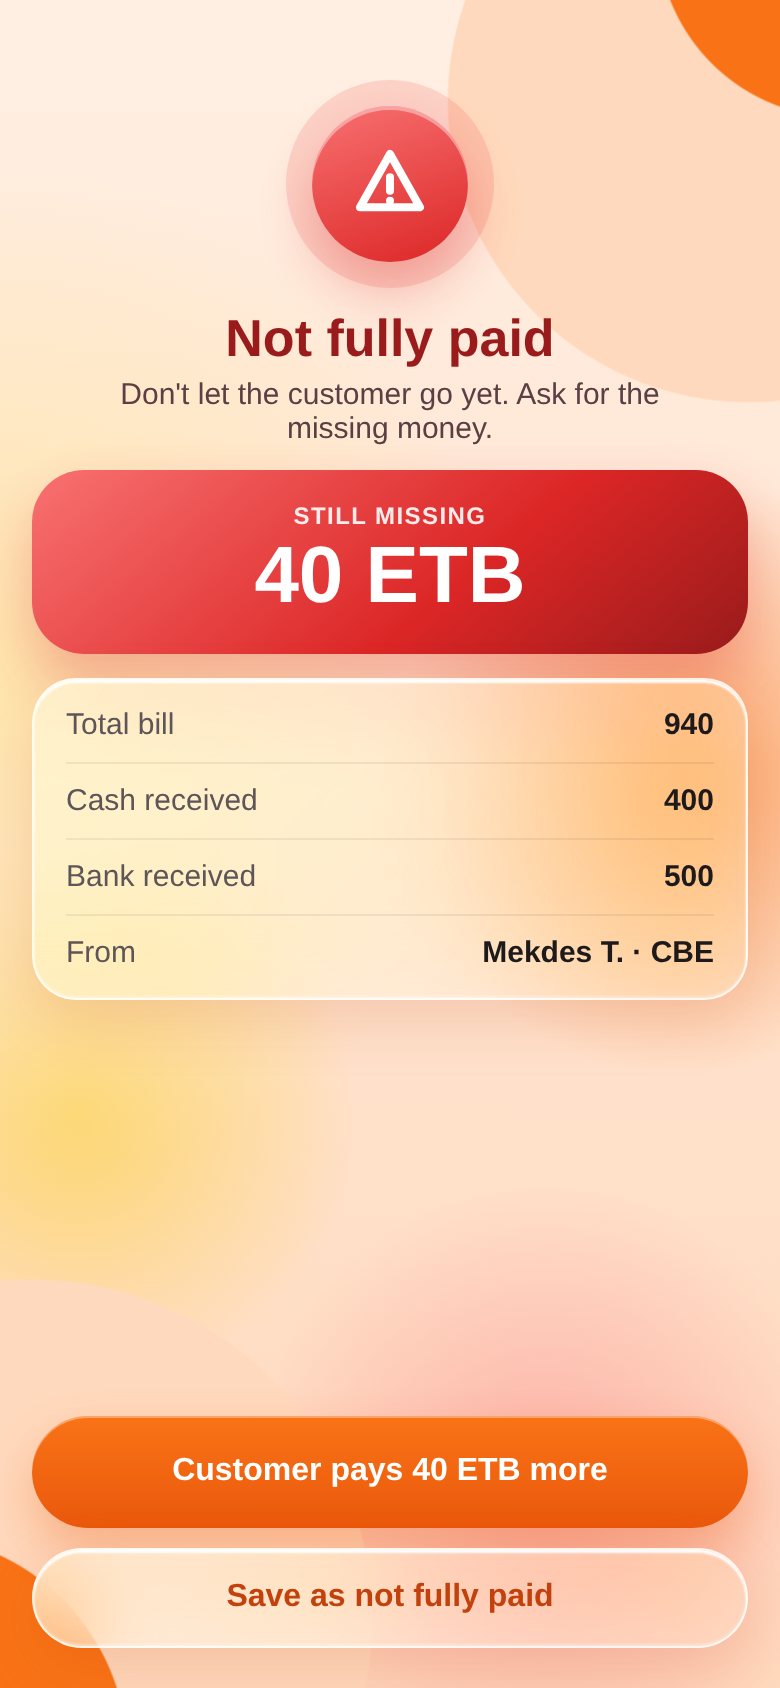 Not fully paid
Don't let the customer go yet. Ask for the
missing money.
STILL MISSING
40 ETB
Total bill 940
Cash received 400
Bank received 500
From Mekdes T. · CBE
Customer pays 40 ETB more
Save as not fully paid